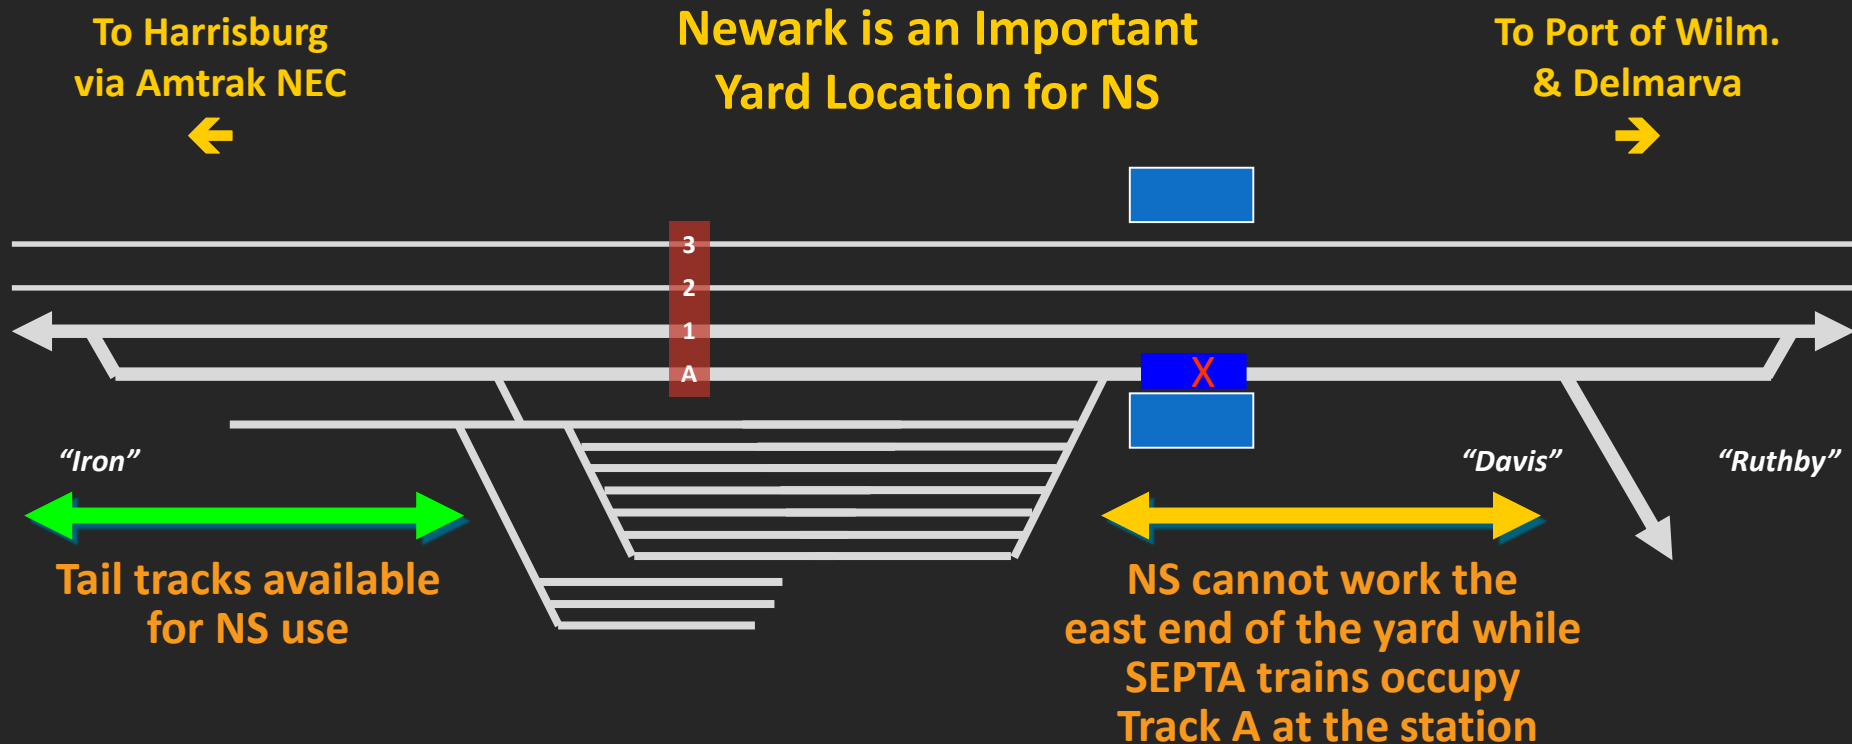 To Harrisburg
via Amtrak NEC
Newark is an Important
Yard Location for NS
To Port of Wilm.
& Delmarva
3
2
1
A
X
“Iron”
“Davis”
“Ruthby”
Tail tracks available
for NS use
NS cannot work the
east end of the yard while
SEPTA trains occupy
Track A at the station